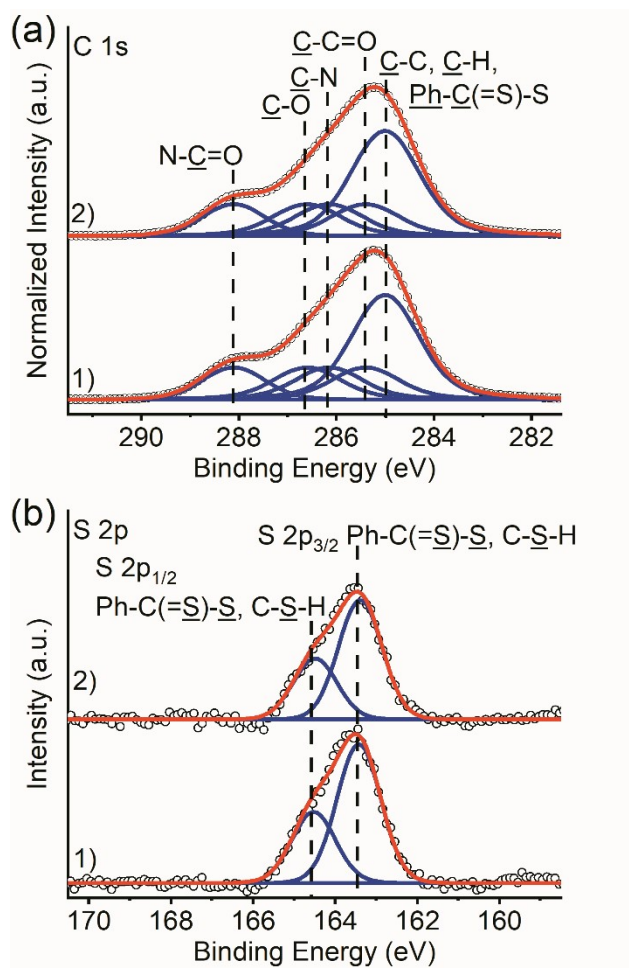 (a)
C 1s
C-C=O
C-N
C-O
C-C, C-H,
Ph-C(=S)-S
N-C=O
2)
1)
Normalized Intensity (a.u.)
290 288 286 284 282
Binding Energy (eV)
(b)
S 2p
S 2p3/2 Ph-C(=S)-S, C-S-H
S 2p1/2
Ph-C(=S)-S, C-S-H
2)
1)
Intensity (a.u.)
170 168 166 164 162 160
Binding Energy (eV)